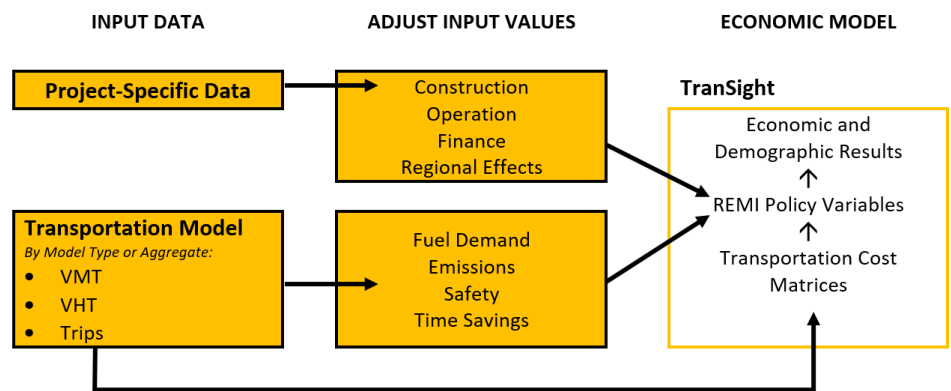 INPUT DATA
ADJUST INPUT VALUES
ECONOMIC MODEL
Project-Specific Data
Construction
Operation
Finance
Regional Effects
TranSight
Economic and
Demographic Results
↑
REMI Policy Variables
↑
Transportation Cost
Matrices
Transportation Model
By Model Type or Aggregate:
• VMT
• VHT
• Trips
Fuel Demand
Emissions
Safety
Time Savings